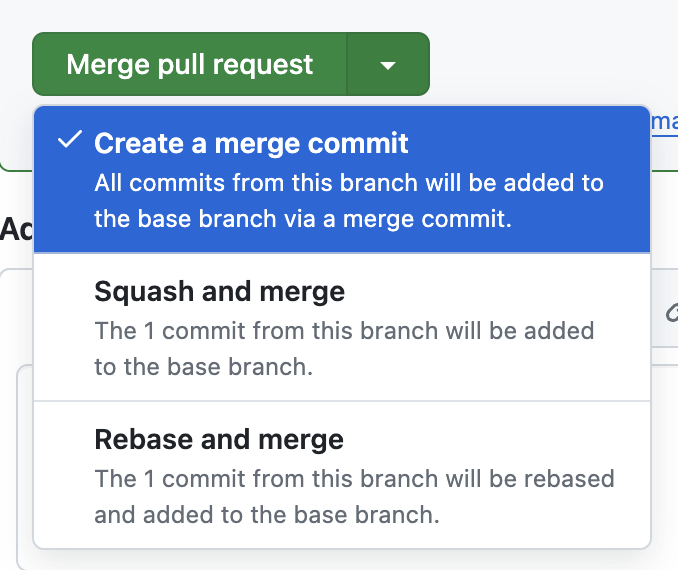 Merge pull request
Create a merge commit
All commits from this branch will be added to
the base branch via a merge commit.
Squash and merge
The 1 commit from this branch will be added
to the base branch.
Rebase and merge
The 1 commit from this branch will be rebased
and added to the base branch.